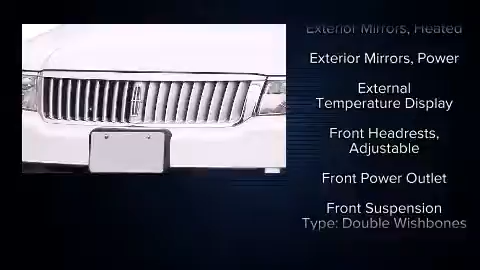 Exterior Mirrors, Heated
Exterior Mirrors, Power
External
Temperature Display
Front Headrests,
Adjustable
Front Power Outlet
Front Suspension
Type: Double Wishbones